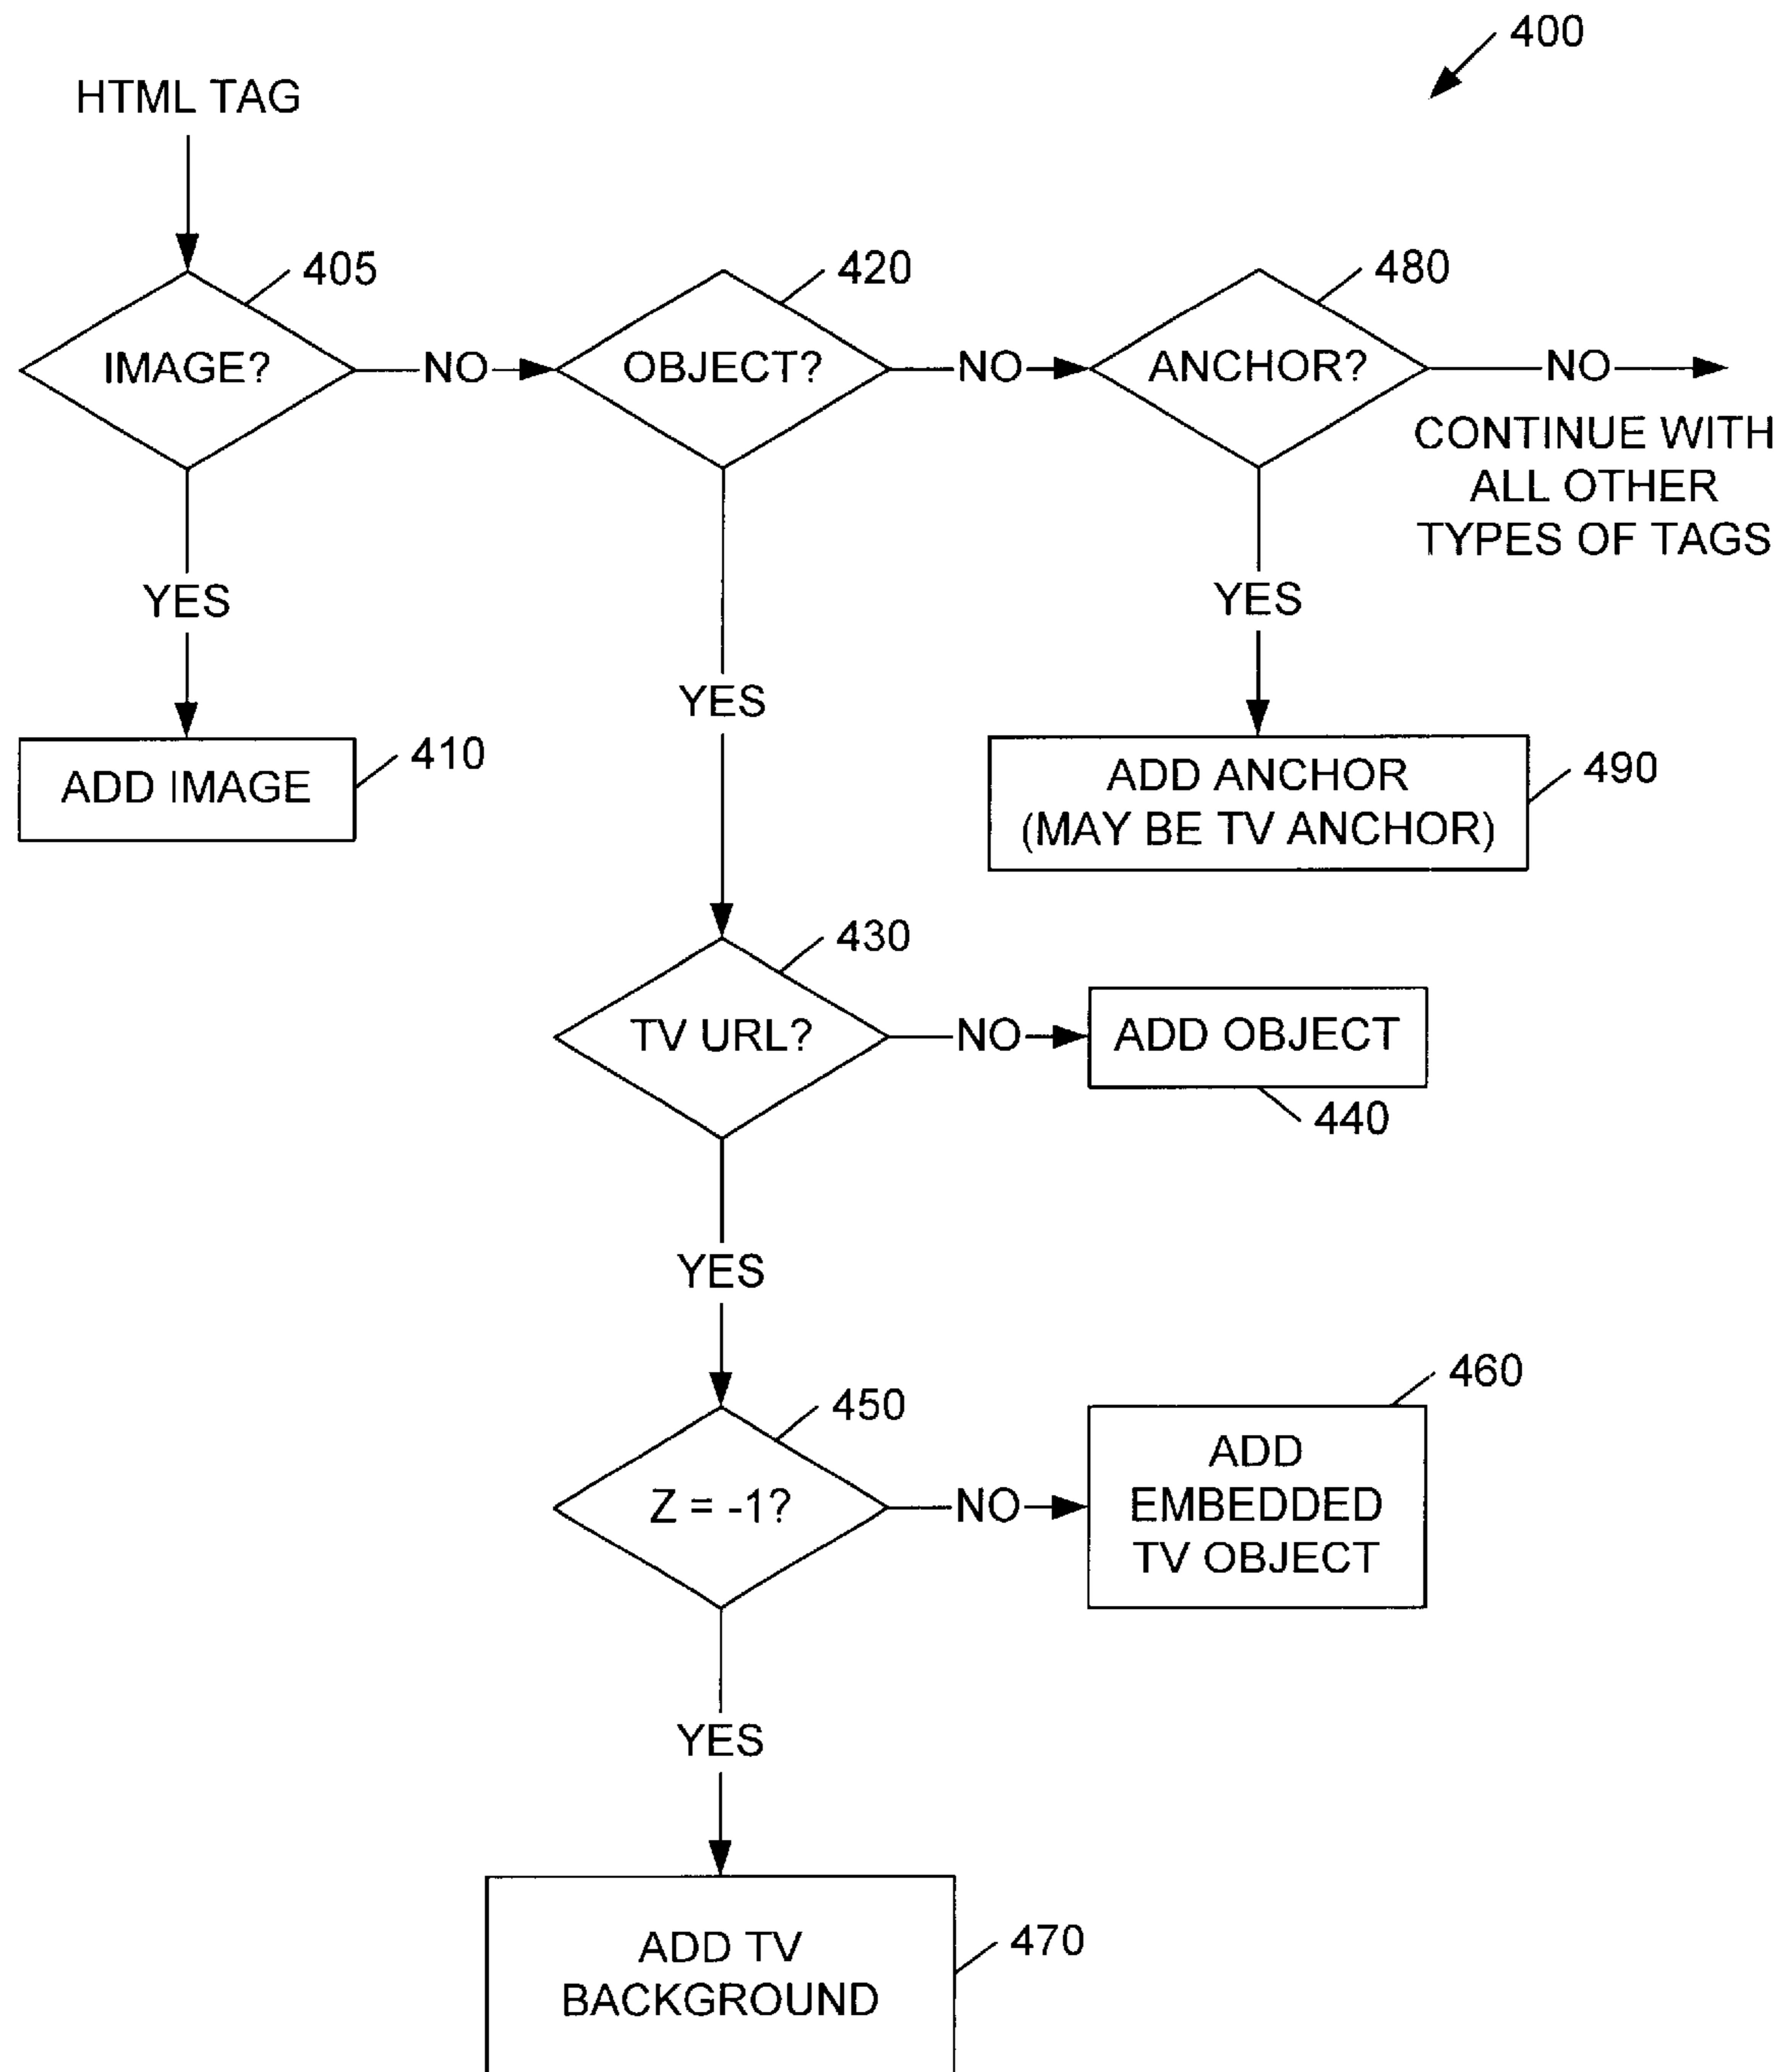 400
HTML TAG
405
420
480
IMAGE?
NO
OBJECT?
NO
ANCHOR?
NO
CONTINUE WITH
ALL OTHER
TYPES OF TAGS
YES
YES
YES
ADD IMAGE
410
ADD ANCHOR
(MAY BE TV ANCHOR)
490
430
TV URL?
NO
ADD OBJECT
440
YES
450
460
Z = -1?
NO
ADD
EMBEDDED
TV OBJECT
YES
ADD TV
BACKGROUND
470